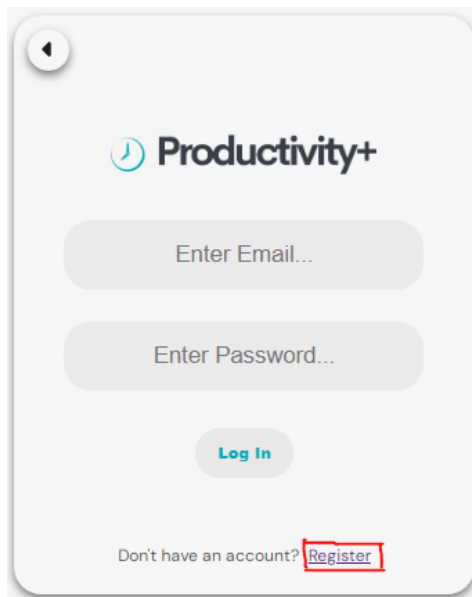 Productivity+
Enter Email...
Enter Password...
Log In
Don't have an account? Register